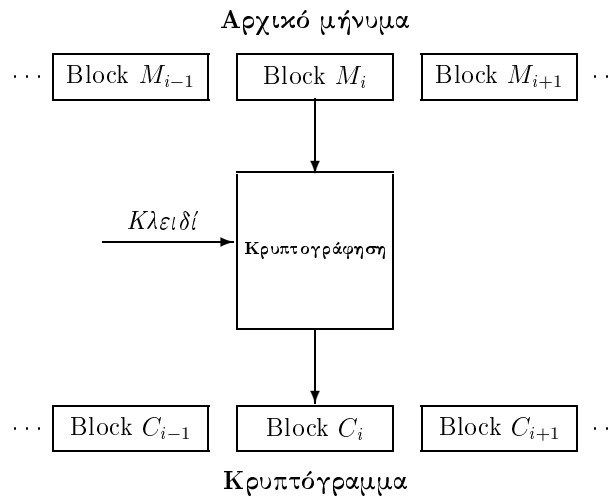 Αρχικό μήνυμα
··· Block M_{i−1} Block M_i Block M_{i+1} ··
Κλειδί
Κρυπτογράφηση
··· Block C_{i−1} Block C_i Block C_{i+1} ··
Κρυπτόγραμμα